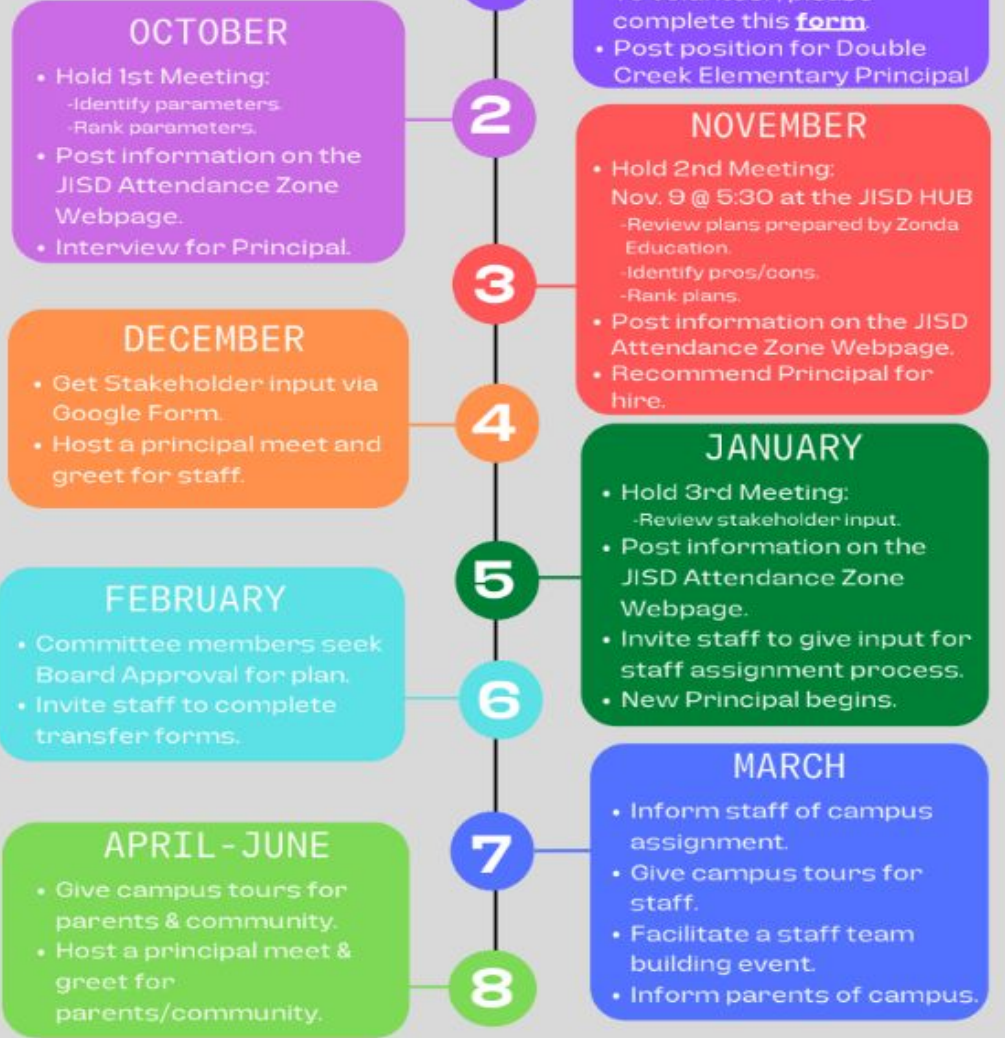 complete this form.
• Post position for Double
Creek Elementary Principal
OCTOBER
• Hold 1st Meeting:
-Identify parameters.
-Rank parameters.
• Post information on the
JISD Attendance Zone
Webpage.
• Interview for Principal.
2
NOVEMBER
• Hold 2nd Meeting:
Nov. 9 @ 5:30 at the JISD HUB
-Review plans prepared by Zonda
Education.
-Identify pros/cons.
-Rank plans.
• Post information on the JISD
Attendance Zone Webpage.
• Recommend Principal for
hire.
3
DECEMBER
• Get Stakeholder input via
Google Form.
• Host a principal meet and
greet for staff.
4
JANUARY
• Hold 3rd Meeting:
-Review stakeholder input.
• Post information on the
JISD Attendance Zone
Webpage.
• Invite staff to give input for
staff assignment process.
• New Principal begins.
5
FEBRUARY
• Committee members seek
Board Approval for plan.
• Invite staff to complete
transfer forms.
6
MARCH
• Inform staff of campus
assignment.
• Give campus tours for
staff.
• Facilitate a staff team
building event.
• Inform parents of campus.
7
APRIL-JUNE
• Give campus tours for
parents & community.
• Host a principal meet &
greet for
parents/community.
8